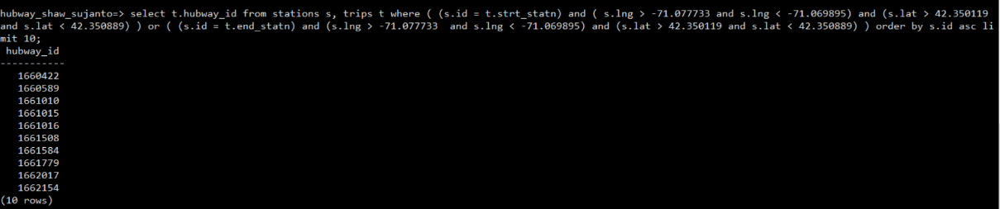 hubway_shaw_sujanto=> select t.hubway_id from stations s, trips t where ( (s.id = t.strt_statn) and ( s.lng > -71.077733 and s.lng < -71.069895) and (s.lat > 42.350119
and s.lat < 42.350889) ) or ( (s.id = t.end_statn) and (s.lng > -71.077733  and s.lng < -71.069895) and (s.lat > 42.350119 and s.lat < 42.350889) ) order by s.id asc li
mit 10;
 hubway_id
-----------
   1660422
   1660589
   1661010
   1661015
   1661016
   1661508
   1661584
   1661779
   1662017
   1662154
(10 rows)